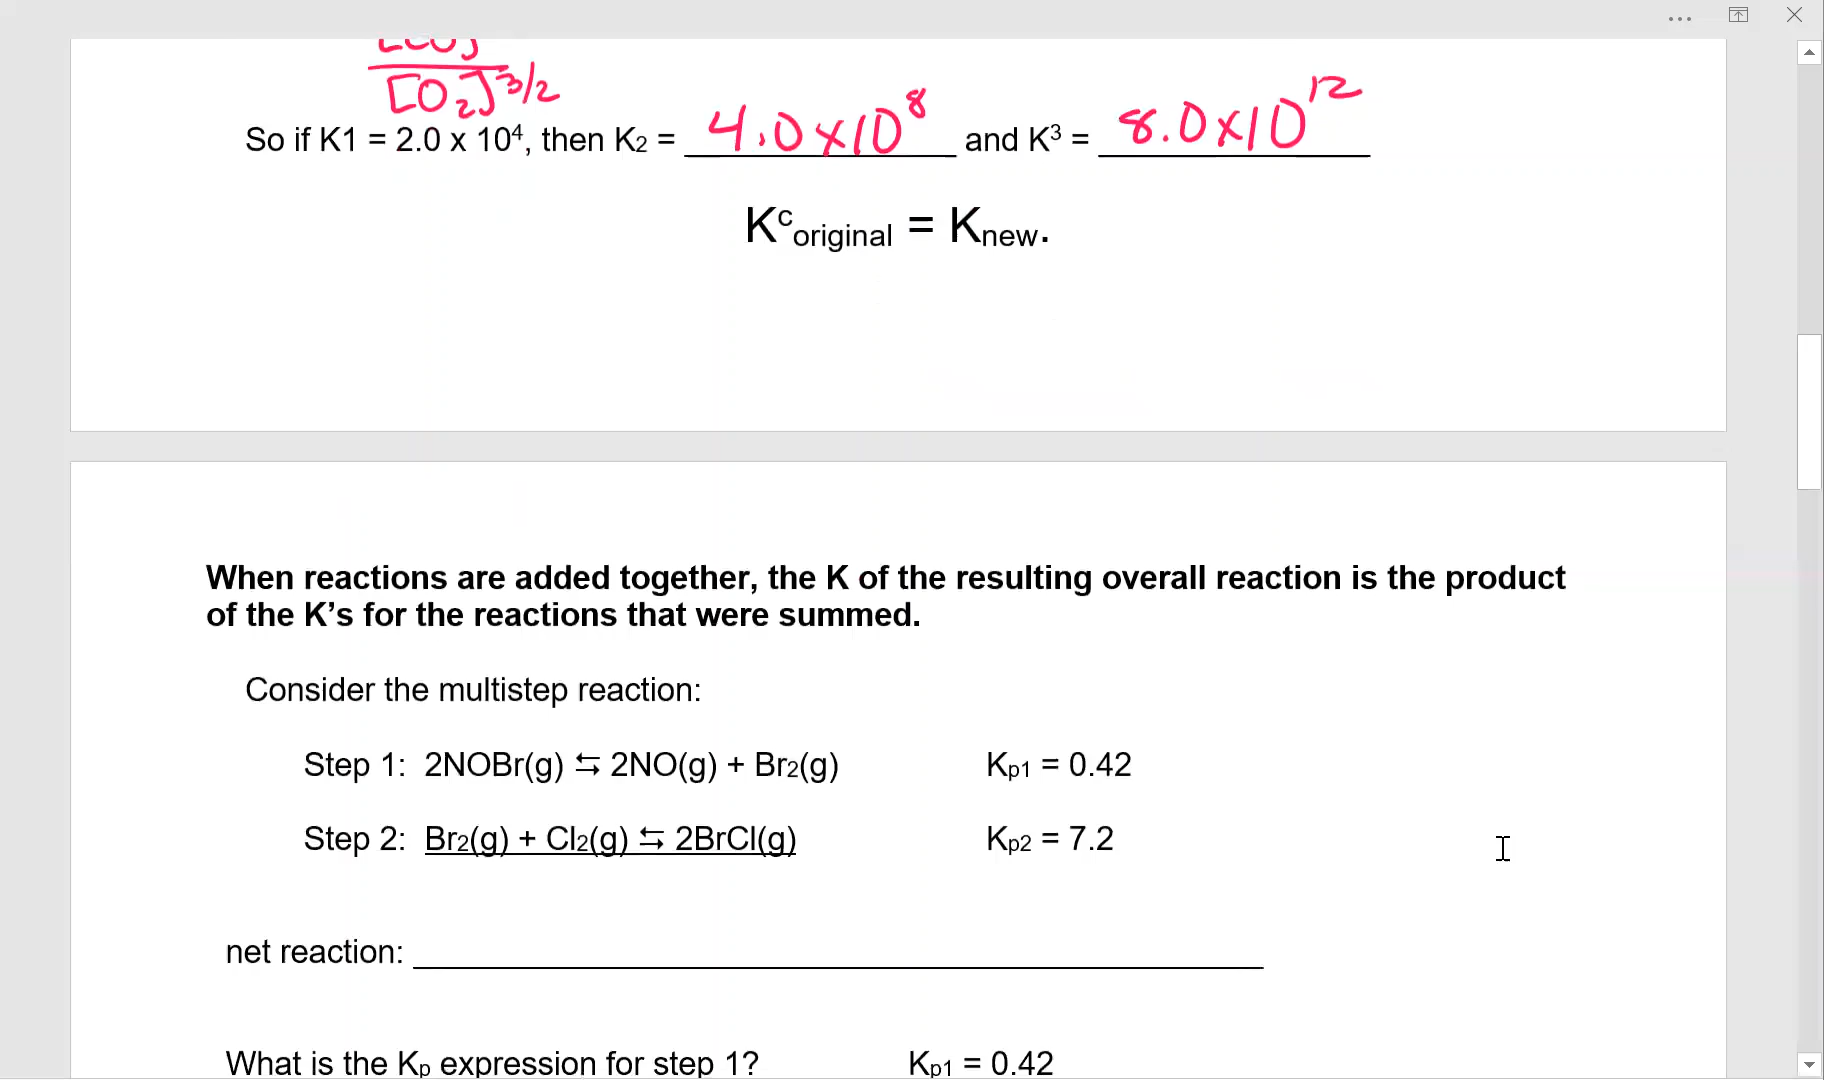 [O₂]^3/2
So if K1 = 2.0 x 10⁴, then K₂ = 4.0x10⁸ and K³ = 8.0x10¹²
Kᶜoriginal = Knew.
When reactions are added together, the K of the resulting overall reaction is the product
of the K’s for the reactions that were summed.
Consider the multistep reaction:
Step 1: 2NOBr(g) ⇆ 2NO(g) + Br₂(g) Kp1 = 0.42
Step 2: Br₂(g) + Cl₂(g) ⇆ 2BrCl(g) Kp2 = 7.2
net reaction:
What is the Kp expression for step 1? Kp1 = 0.42